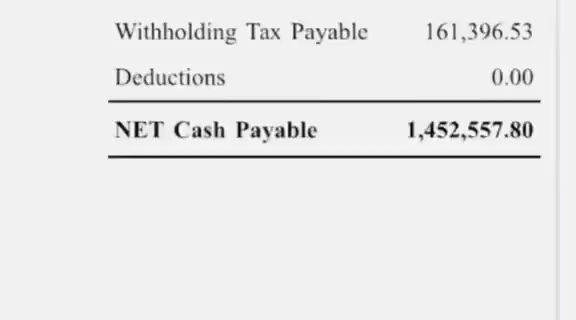 Withholding Tax Payable 161,396.53
Deductions 0.00
NET Cash Payable 1,452,557.80